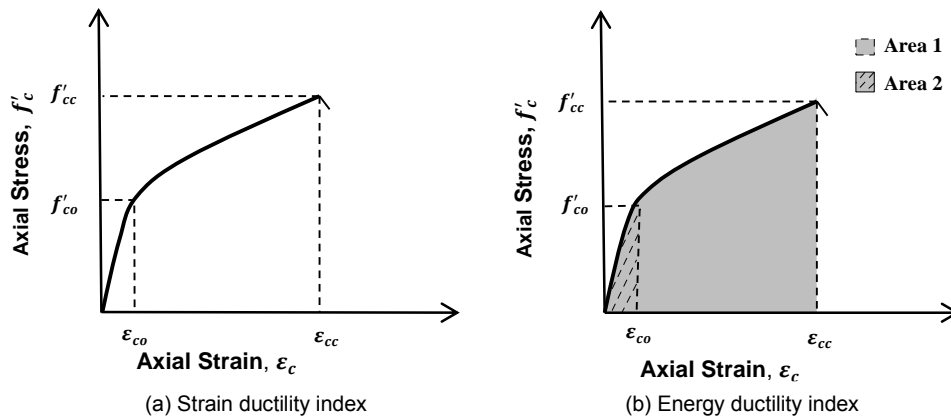 Axial Stress, f′c
f′cc
f′co
εco
εcc
Axial Strain, εc
(a) Strain ductility index
Axial Stress, f′c
f′cc
f′co
εco
εcc
Axial Strain, εc
(b) Energy ductility index
Area 1
Area 2